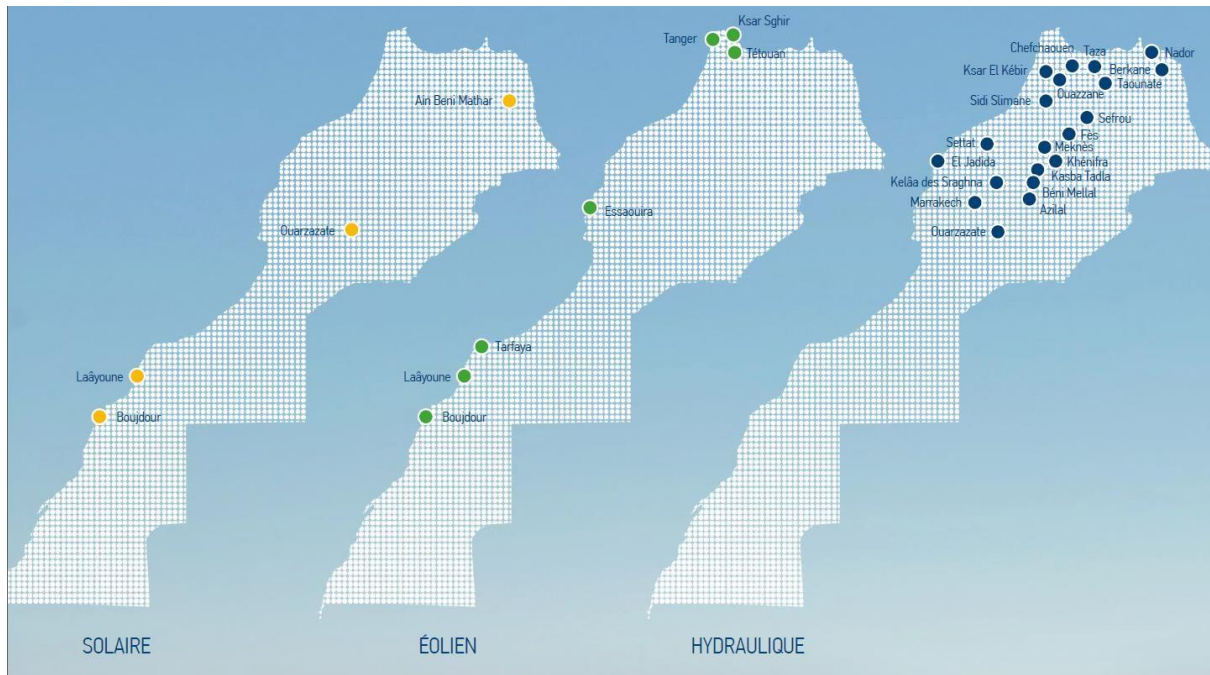 Ain Beni Mathar
Ouarzazate
Laâyoune
Boujdour
SOLAIRE
Ksar Sghir
Tanger
Tétouan
Essaouira
Tarfaya
Laâyoune
Boujdour
ÉOLIEN
Chefchaouen
Taza
Nador
Ksar El Kébir
Berkane
Taounate
Ouazzane
Sidi Slimane
Sefrou
Fès
Settat
Meknès
El Jadida
Khénifra
Kasba Tadla
Kelâa des Sraghna
Béni Mellal
Marrakech
Azilal
Ouarzazate
HYDRAULIQUE